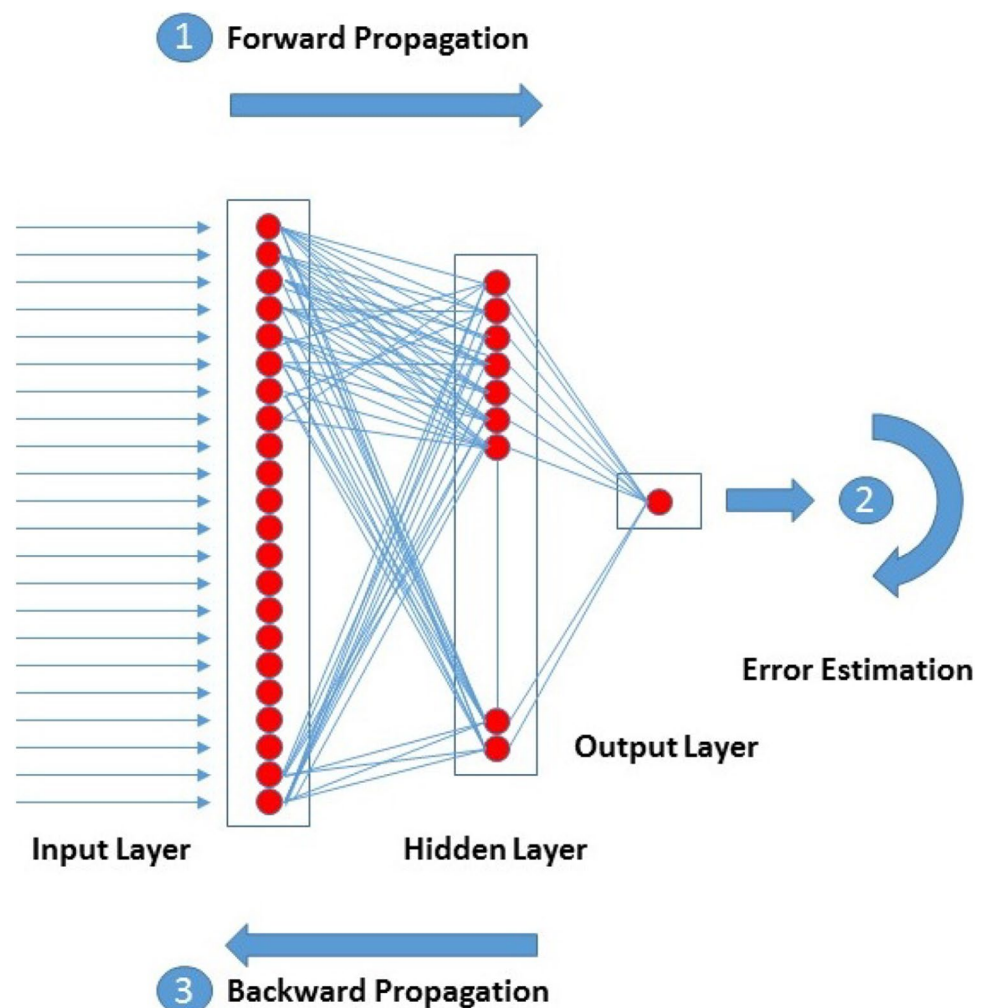 1 Forward Propagation
2
Error Estimation
Output Layer
Input Layer
Hidden Layer
3 Backward Propagation